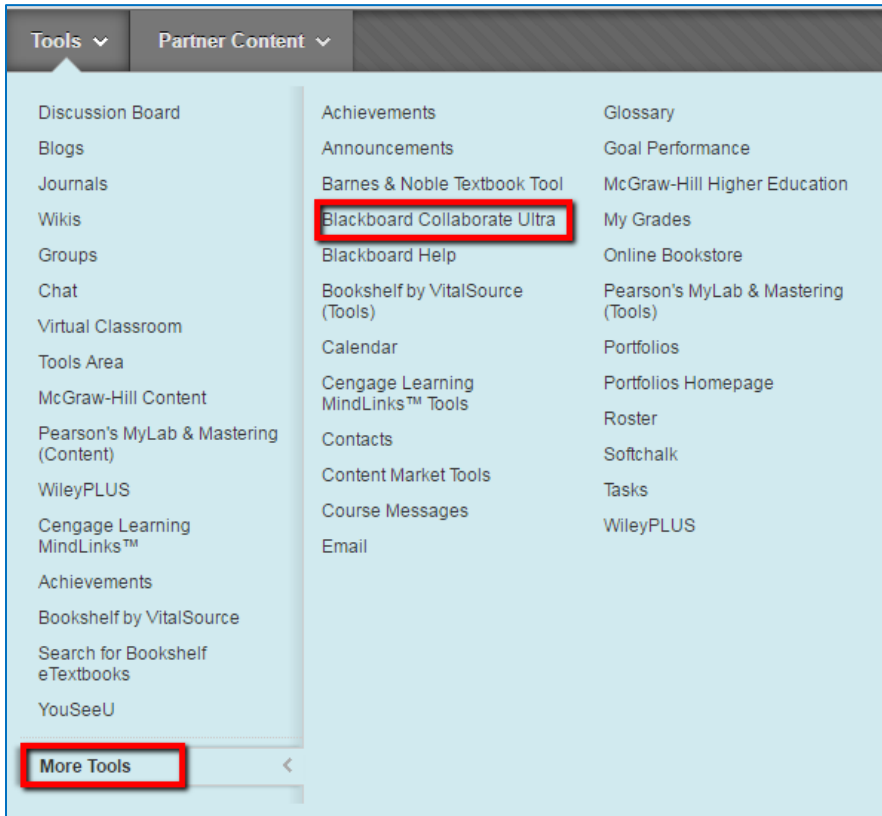 Tools
Partner Content
Discussion Board
Blogs
Journals
Wikis
Groups
Chat
Virtual Classroom
Tools Area
McGraw-Hill Content
Pearson's MyLab & Mastering
(Content)
WileyPLUS
Cengage Learning
MindLinks™
Achievements
Bookshelf by VitalSource
Search for Bookshelf
eTextbooks
YouSeeU
More Tools
Achievements
Announcements
Barnes & Noble Textbook Tool
Blackboard Collaborate Ultra
Blackboard Help
Bookshelf by VitalSource
(Tools)
Calendar
Cengage Learning
MindLinks™ Tools
Contacts
Content Market Tools
Course Messages
Email
Glossary
Goal Performance
McGraw-Hill Higher Education
My Grades
Online Bookstore
Pearson's MyLab & Mastering
(Tools)
Portfolios
Portfolios Homepage
Roster
Softchalk
Tasks
WileyPLUS